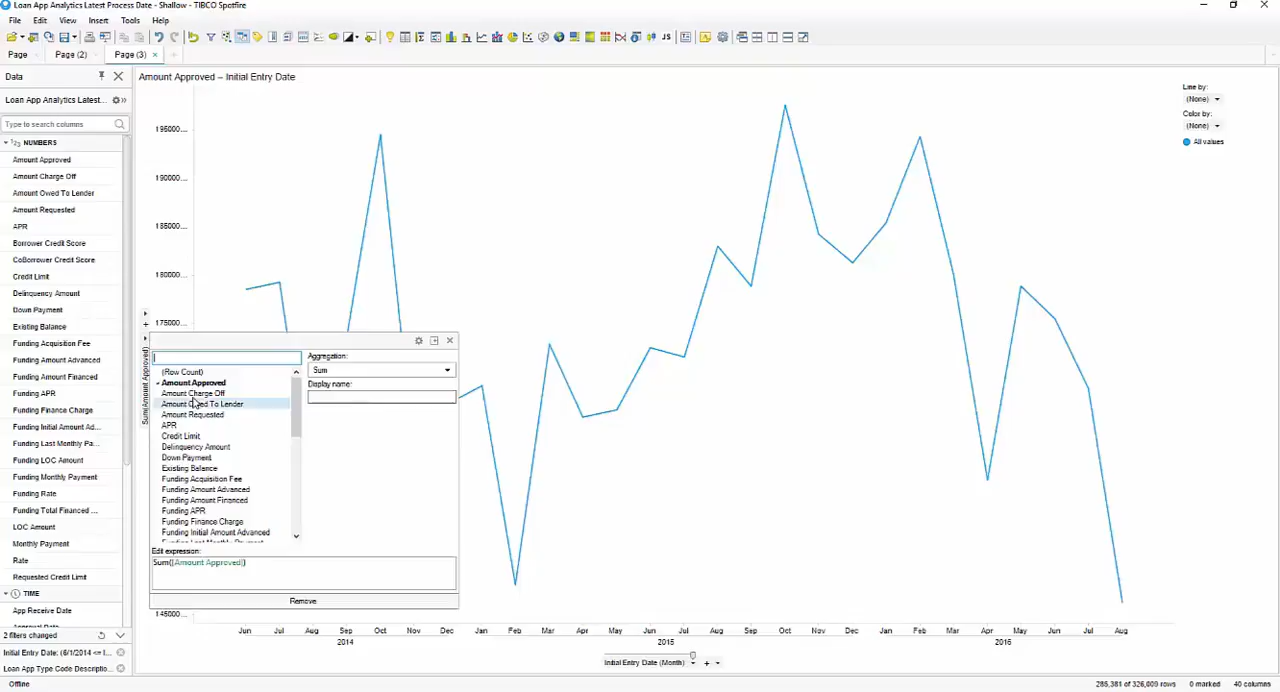 Loan App Analytics Latest Process Date - Shallow - TIBCO Spotfire
File Edit View Insert Tools Help
JS
Page Page (2) Page (3)
Data
Amount Approved – Initial Entry Date
Loan App Analytics Latest...
Type to search columns
NUMBERS
Amount Approved
Amount Charge Off
Amount Owed To Lender
Amount Requested
APR
Borrower Credit Score
CoBorrower Credit Score
Credit Limit
Delinquency Amount
Down Payment
Existing Balance
Funding Acquisition Fee
Funding Amount Advanced
Funding Amount Financed
Funding APR
Funding Finance Charge
Funding Initial Amount Ad...
Funding Last Monthly Pa...
Funding LOC Amount
Funding Monthly Payment
Funding Rate
Funding Total Financed ...
LOC Amount
Monthly Payment
Rate
Requested Credit Limit
TIME
App Receive Date
2 filters changed
Initial Entry Date: (6/1/2014 <= I...
Loan App Type Code Descriptio...
Offline
195000...
190000...
185000...
180000...
175000...
145000...
Sum(Amount Approved)
(Row Count)
Amount Approved
Amount Charge Off
Amount Owed To Lender
Amount Requested
APR
Credit Limit
Delinquency Amount
Down Payment
Existing Balance
Funding Acquisition Fee
Funding Amount Advanced
Funding Amount Financed
Funding APR
Funding Finance Charge
Funding Initial Amount Advanced
Aggregation:
Sum
Display name:
Edit expression:
Sum([Amount Approved])
Remove
Jun Jul Aug Sep Oct Nov Dec Jan Feb Mar Apr May Jun Jul Aug Sep Oct Nov Dec Jan Feb Mar Apr May Jun Jul Aug
2014 2015 2016
Initial Entry Date (Month)
Line by:
(None)
Color by:
(None)
All values
285,381 of 326,009 rows 0 marked 40 columns